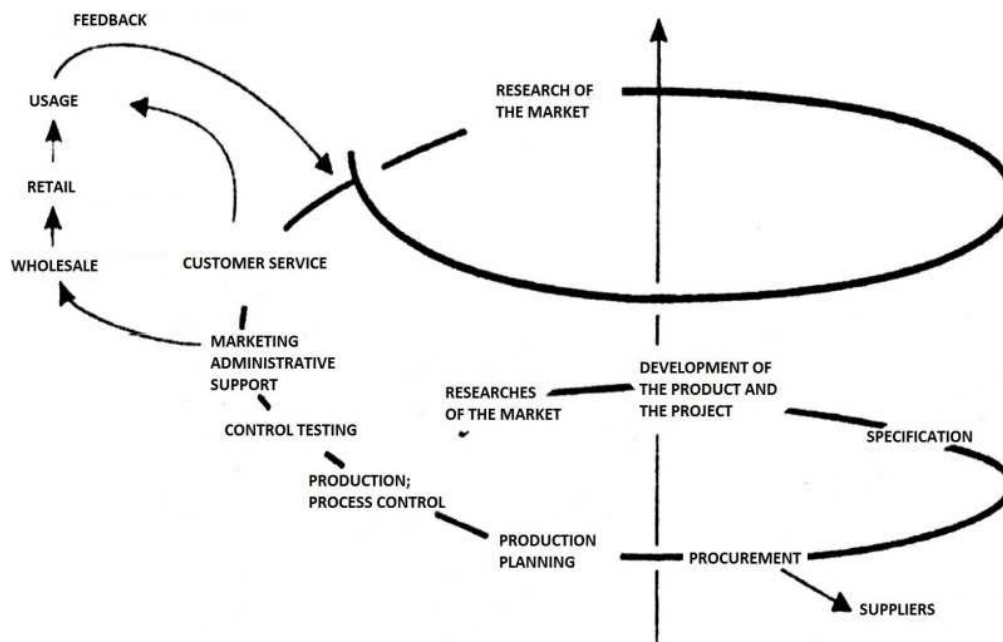 FEEDBACK
USAGE
RETAIL
WHOLESALE
CUSTOMER SERVICE
RESEARCH OF
THE MARKET
MARKETING
ADMINISTRATIVE
SUPPORT
CONTROL TESTING
PRODUCTION;
PROCESS CONTROL
RESEARCHES
OF THE MARKET
DEVELOPMENT OF
THE PRODUCT AND
THE PROJECT
SPECIFICATION
PRODUCTION
PLANNING
PROCUREMENT
SUPPLIERS